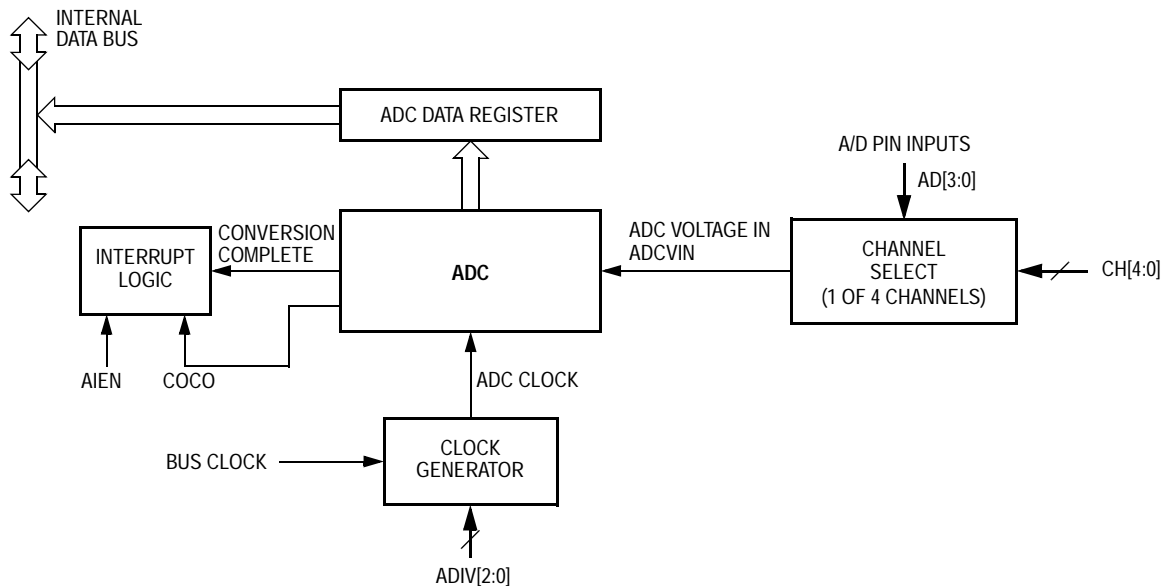 INTERNAL
DATA BUS
ADC DATA REGISTER
A/D PIN INPUTS
AD[3:0]
INTERRUPT
LOGIC
CONVERSION
COMPLETE
ADC
ADC VOLTAGE IN
ADCVIN
CHANNEL
SELECT
(1 OF 4 CHANNELS)
CH[4:0]
AIEN
COCO
ADC CLOCK
BUS CLOCK
CLOCK
GENERATOR
ADIV[2:0]